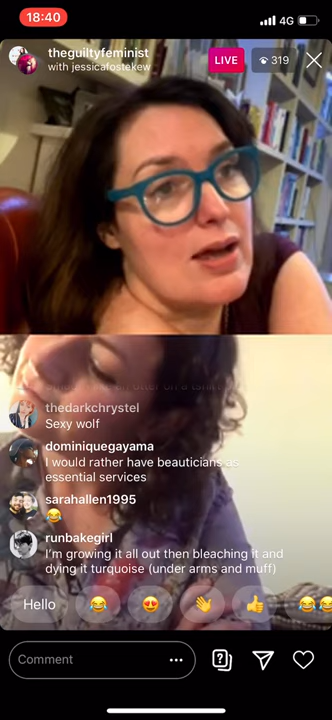 18:40
4G
theguiltyfeminist
with jessicafostekew
LIVE
319
thedarkchrystel
Sexy wolf
dominiquegayama
I would rather have beauticians as
essential services
sarahallen1995
😂
runbakegirl
I'm growing it all out then bleaching it and
dying it turquoise (under arms and muff)
Hello 😂 😍 👋 👍 😂😂
Comment